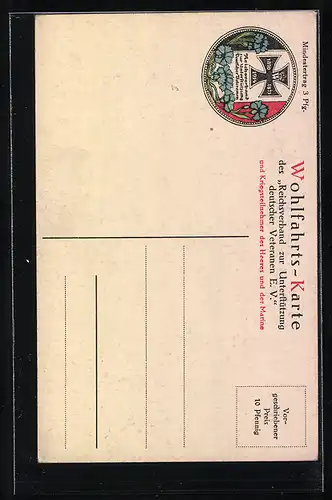 Mindestertrag 3 Pfg.
Wohlfahrts-Karte
des „Reichsverband zur Unterstützung
deutscher Veteranen E. V."
und Kriegsteilnehmer des Heeres und der Marine
Vor-
geschriebener
Preis
10 Pfennig